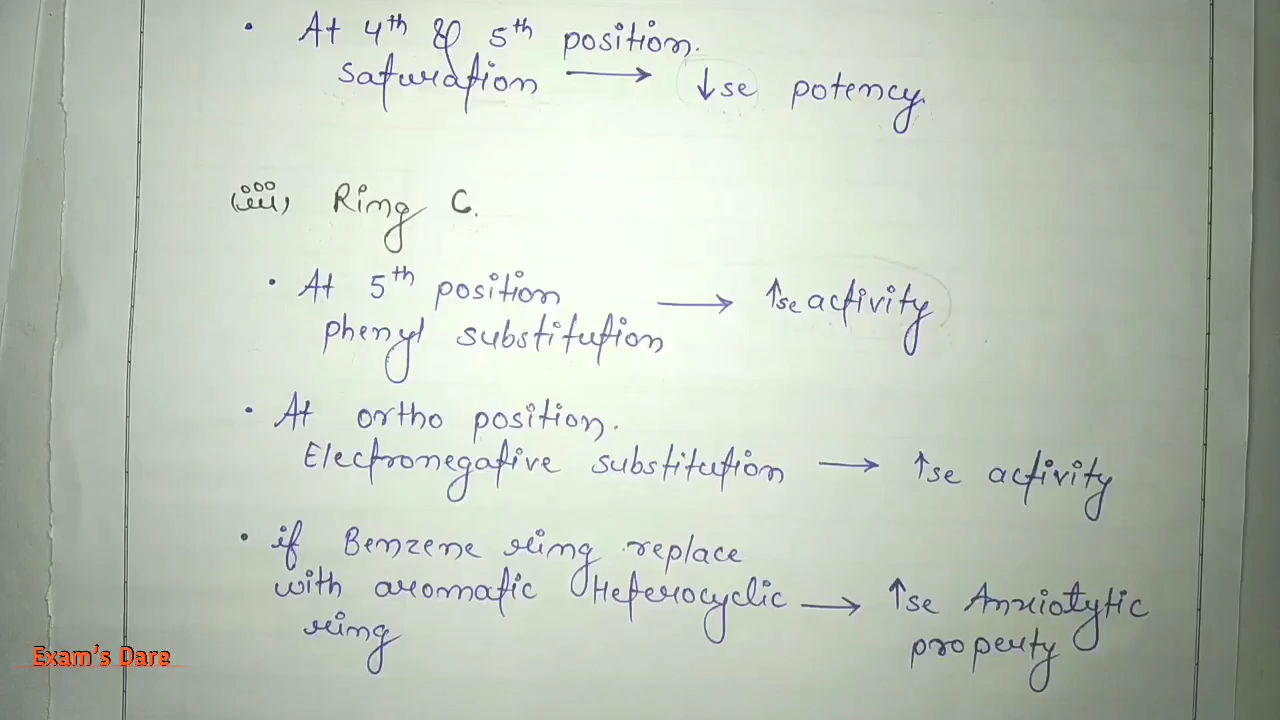 • At 4th & 5th position.
saturation → ↓se potency.
(iii) Ring C.
• At 5th position → ↑se activity
phenyl substitution
• At ortho position.
Electronegative substitution → ↑se activity
• if Benzene ring replace
with aromatic Heterocyclic → ↑se Anxiotytic
ring property
Exam's Dare